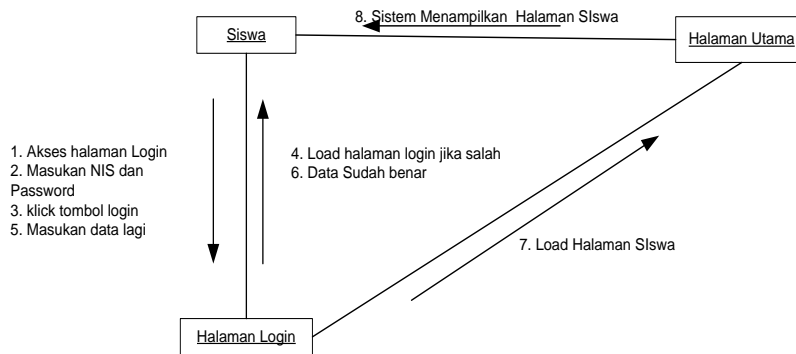 8. Sistem Menampilkan Halaman SIswa
Siswa
Halaman Utama
1. Akses halaman Login
2. Masukan NIS dan
Password
3. klick tombol login
5. Masukan data lagi
4. Load halaman login jika salah
6. Data Sudah benar
7. Load Halaman SIswa
Halaman Login